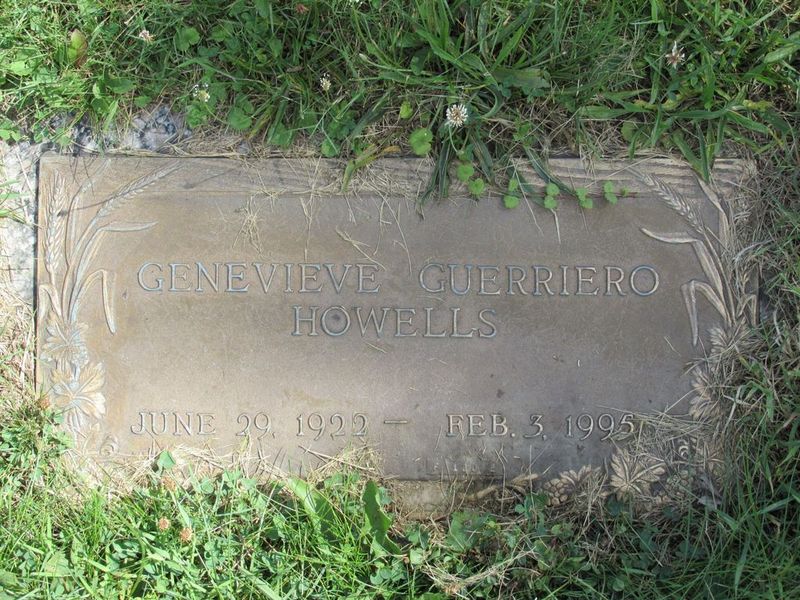 GENEVIEVE GUERRIERO
HOWELLS
JUNE 29, 1922 — FEB. 3, 1995